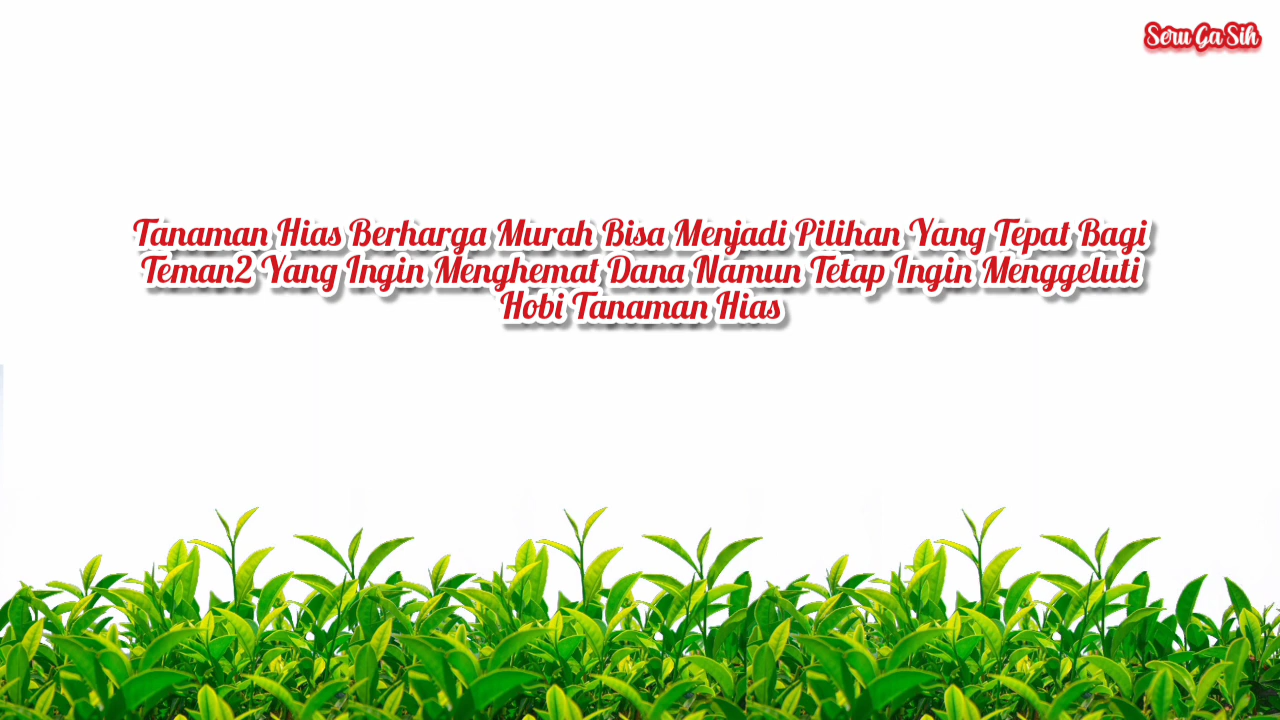 Seru Ga Sih
Tanaman Hias Berharga Murah Bisa Menjadi Pilihan Yang Tepat Bagi
Teman2 Yang Ingin Menghemat Dana Namun Tetap Ingin Menggeluti
Hobi Tanaman Hias